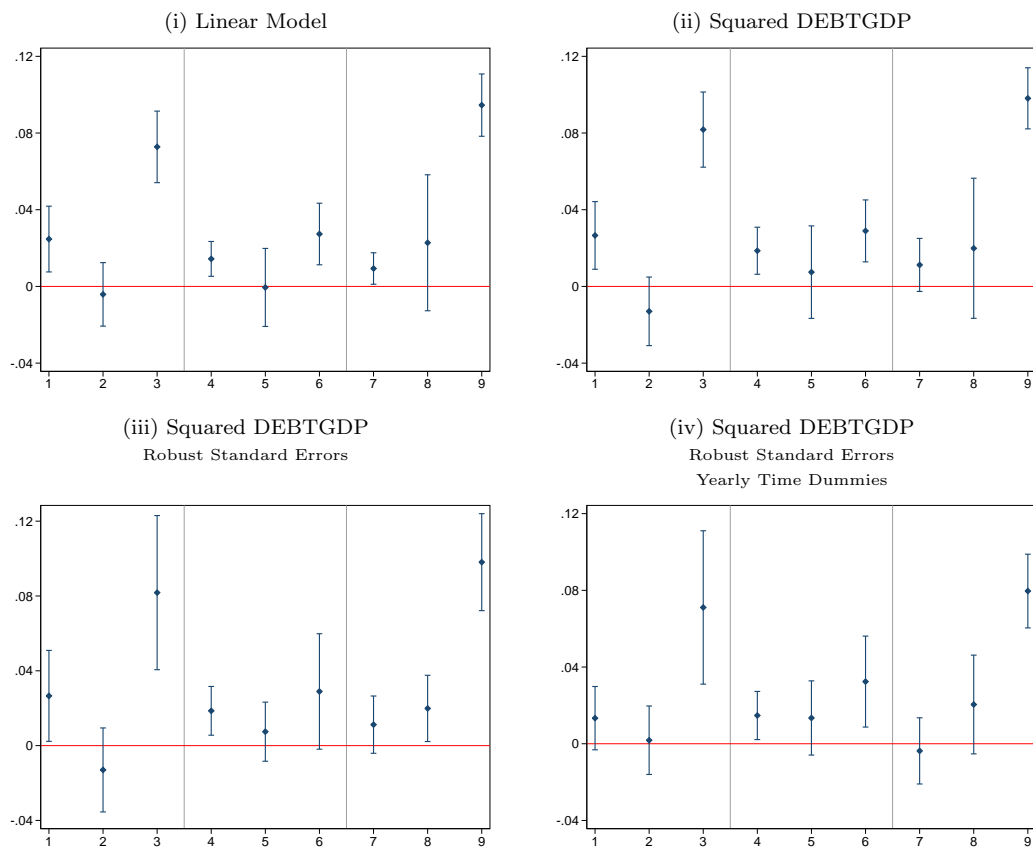 (i) Linear Model
.12
.08
.04
0
-.04
1 2 3 4 5 6 7 8 9
(ii) Squared DEBTGDP
.12
.08
.04
0
-.04
1 2 3 4 5 6 7 8 9
(iii) Squared DEBTGDP
Robust Standard Errors
.12
.08
.04
0
-.04
1 2 3 4 5 6 7 8 9
(iv) Squared DEBTGDP
Robust Standard Errors
Yearly Time Dummies
.12
.08
.04
0
-.04
1 2 3 4 5 6 7 8 9